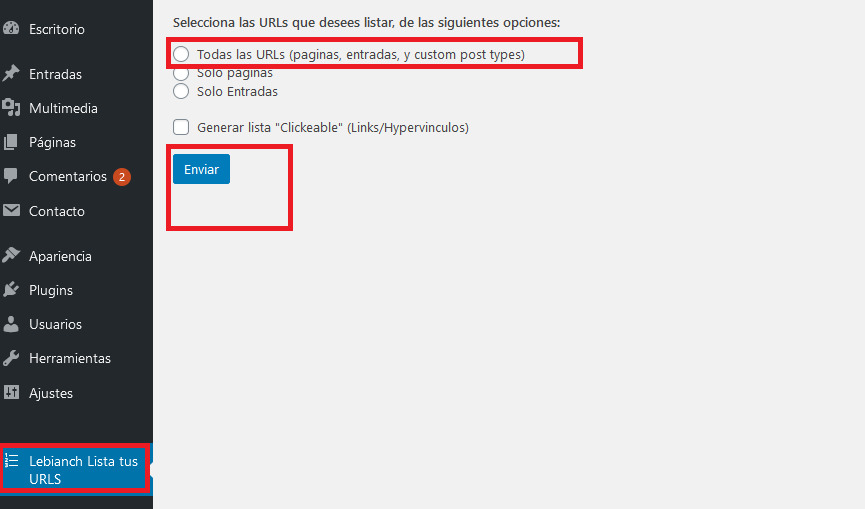 Escritorio
Entradas
Multimedia
Páginas
Comentarios 2
Contacto
Apariencia
Plugins
Usuarios
Herramientas
Ajustes
Lebianch Lista tus
URLS
Selecciona las URLs que desees listar, de las siguientes opciones:
Todas las URLs (paginas, entradas, y custom post types)
Solo paginas
Solo Entradas
Generar lista "Clickeable" (Links/Hypervinculos)
Enviar